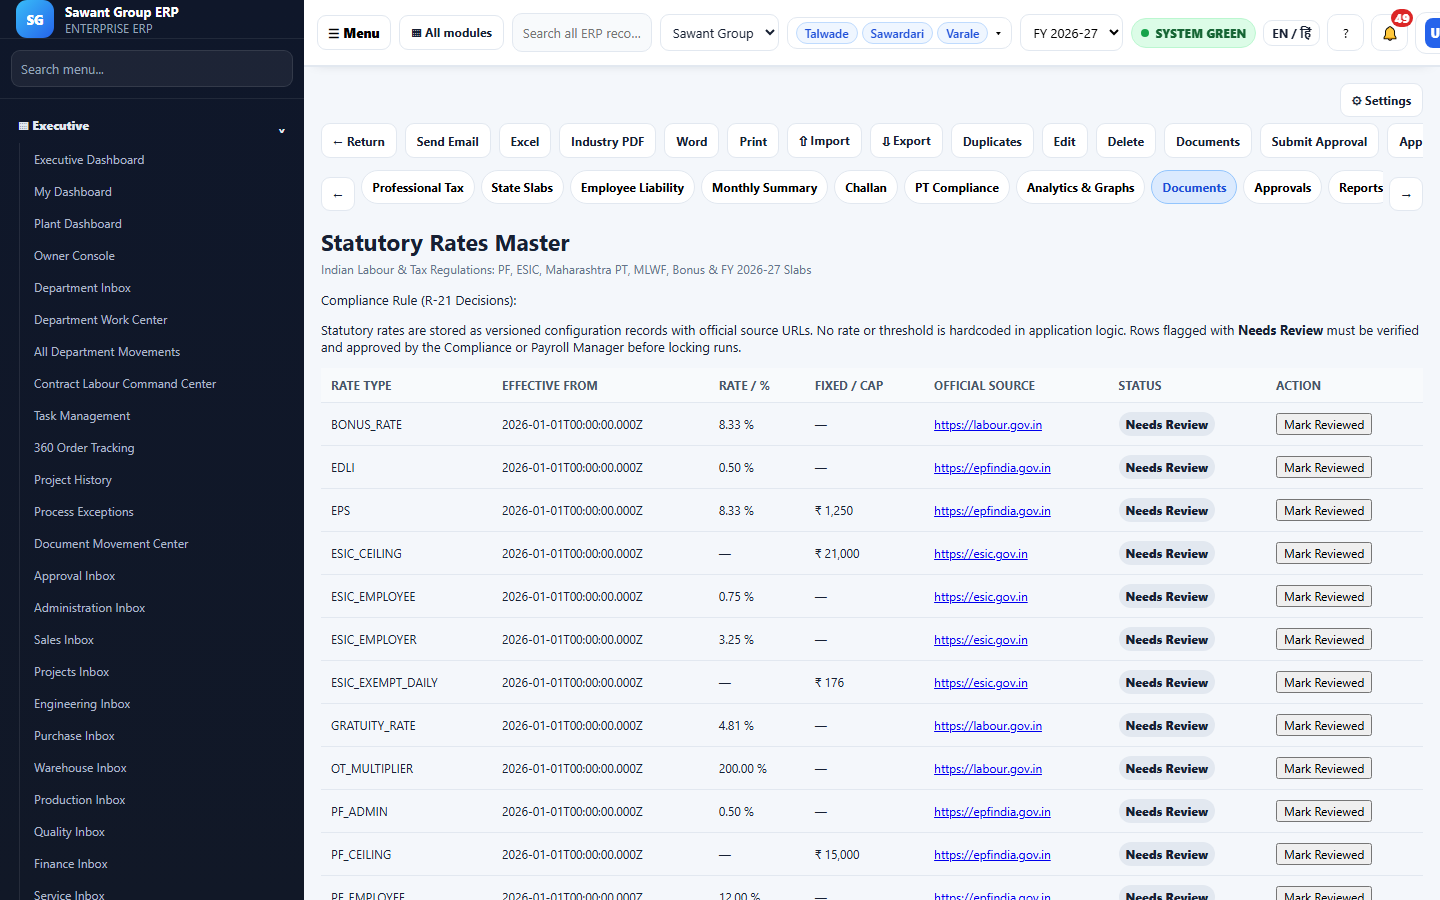 SG
Sawant Group ERP
ENTERPRISE ERP
Search menu...
Executive
Executive Dashboard
My Dashboard
Plant Dashboard
Owner Console
Department Inbox
Department Work Center
All Department Movements
Contract Labour Command Center
Task Management
360 Order Tracking
Project History
Process Exceptions
Document Movement Center
Approval Inbox
Administration Inbox
Sales Inbox
Projects Inbox
Engineering Inbox
Purchase Inbox
Warehouse Inbox
Production Inbox
Quality Inbox
Finance Inbox
Service Inbox
☰ Menu
All modules
Search all ERP reco...
Sawant Group
Talwade
Sawardari
Varale
FY 2026-27
SYSTEM GREEN
EN / हिं
?
49
U
⚙ Settings
← Return
Send Email
Excel
Industry PDF
Word
Print
⇧ Import
⇩ Export
Duplicates
Edit
Delete
Documents
Submit Approval
App
←
Professional Tax
State Slabs
Employee Liability
Monthly Summary
Challan
PT Compliance
Analytics & Graphs
Documents
Approvals
Reports
→
Statutory Rates Master
Indian Labour & Tax Regulations: PF, ESIC, Maharashtra PT, MLWF, Bonus & FY 2026-27 Slabs
Compliance Rule (R-21 Decisions):
Statutory rates are stored as versioned configuration records with official source URLs. No rate or threshold is hardcoded in application logic. Rows flagged with Needs Review must be verified
and approved by the Compliance or Payroll Manager before locking runs.
RATE TYPE EFFECTIVE FROM RATE / % FIXED / CAP OFFICIAL SOURCE STATUS ACTION
BONUS_RATE 2026-01-01T00:00:00.000Z 8.33 % — https://labour.gov.in Needs Review Mark Reviewed
EDLI 2026-01-01T00:00:00.000Z 0.50 % — https://epfindia.gov.in Needs Review Mark Reviewed
EPS 2026-01-01T00:00:00.000Z 8.33 % ₹ 1,250 https://epfindia.gov.in Needs Review Mark Reviewed
ESIC_CEILING 2026-01-01T00:00:00.000Z — ₹ 21,000 https://esic.gov.in Needs Review Mark Reviewed
ESIC_EMPLOYEE 2026-01-01T00:00:00.000Z 0.75 % — https://esic.gov.in Needs Review Mark Reviewed
ESIC_EMPLOYER 2026-01-01T00:00:00.000Z 3.25 % — https://esic.gov.in Needs Review Mark Reviewed
ESIC_EXEMPT_DAILY 2026-01-01T00:00:00.000Z — ₹ 176 https://esic.gov.in Needs Review Mark Reviewed
GRATUITY_RATE 2026-01-01T00:00:00.000Z 4.81 % — https://labour.gov.in Needs Review Mark Reviewed
OT_MULTIPLIER 2026-01-01T00:00:00.000Z 200.00 % — https://labour.gov.in Needs Review Mark Reviewed
PF_ADMIN 2026-01-01T00:00:00.000Z 0.50 % — https://epfindia.gov.in Needs Review Mark Reviewed
PF_CEILING 2026-01-01T00:00:00.000Z — ₹ 15,000 https://epfindia.gov.in Needs Review Mark Reviewed
PF_EMPLOYEE 2026-01-01T00:00:00.000Z 12.00 % — https://epfindia.gov.in Needs Review Mark Reviewed